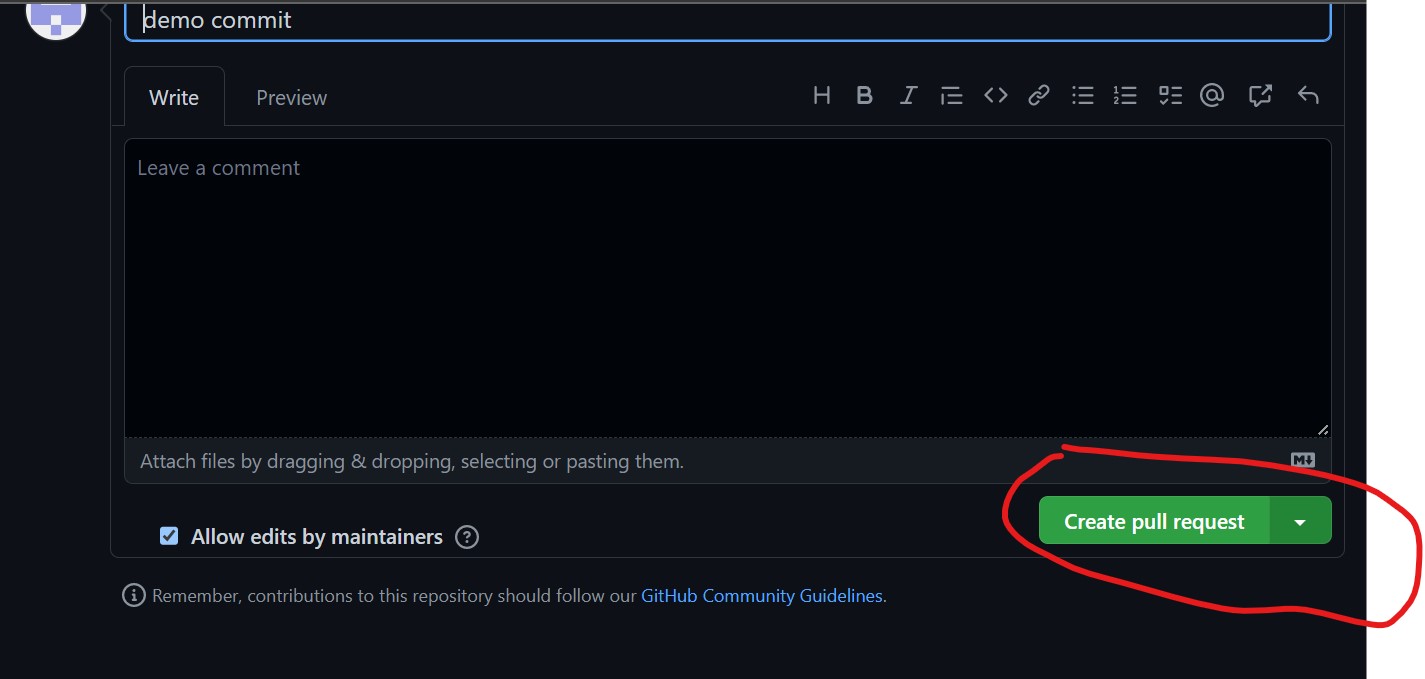 demo commit
Write Preview
Leave a comment
Attach files by dragging & dropping, selecting or pasting them.
Create pull request
Allow edits by maintainers
Remember, contributions to this repository should follow our GitHub Community Guidelines.